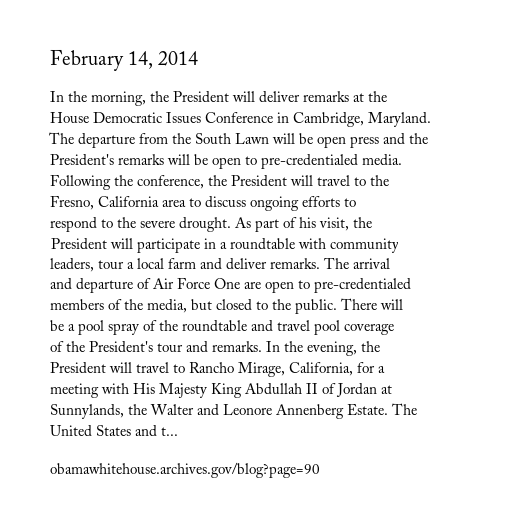 February 14, 2014
In the morning, the President will deliver remarks at the
House Democratic Issues Conference in Cambridge, Maryland.
The departure from the South Lawn will be open press and the
President's remarks will be open to pre-credentialed media.
Following the conference, the President will travel to the
Fresno, California area to discuss ongoing efforts to
respond to the severe drought. As part of his visit, the
President will participate in a roundtable with community
leaders, tour a local farm and deliver remarks. The arrival
and departure of Air Force One are open to pre-credentialed
members of the media, but closed to the public. There will
be a pool spray of the roundtable and travel pool coverage
of the President's tour and remarks. In the evening, the
President will travel to Rancho Mirage, California, for a
meeting with His Majesty King Abdullah II of Jordan at
Sunnylands, the Walter and Leonore Annenberg Estate. The
United States and t...
obamawhitehouse.archives.gov/blog?page=90